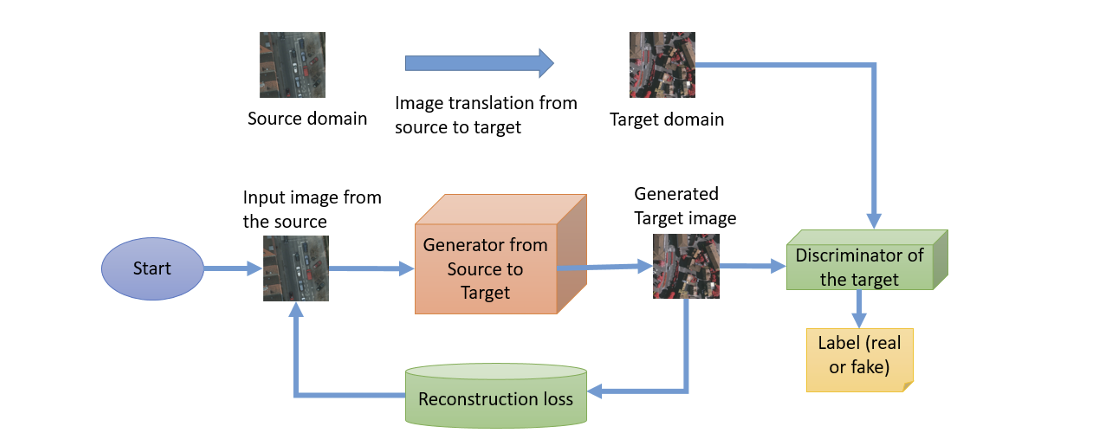 Source domain
Image translation from
source to target
Target domain
Input image from
the source
Generated
Target image
Start
Generator from
Source to
Target
Discriminator of
the target
Label (real
or fake)
Reconstruction loss